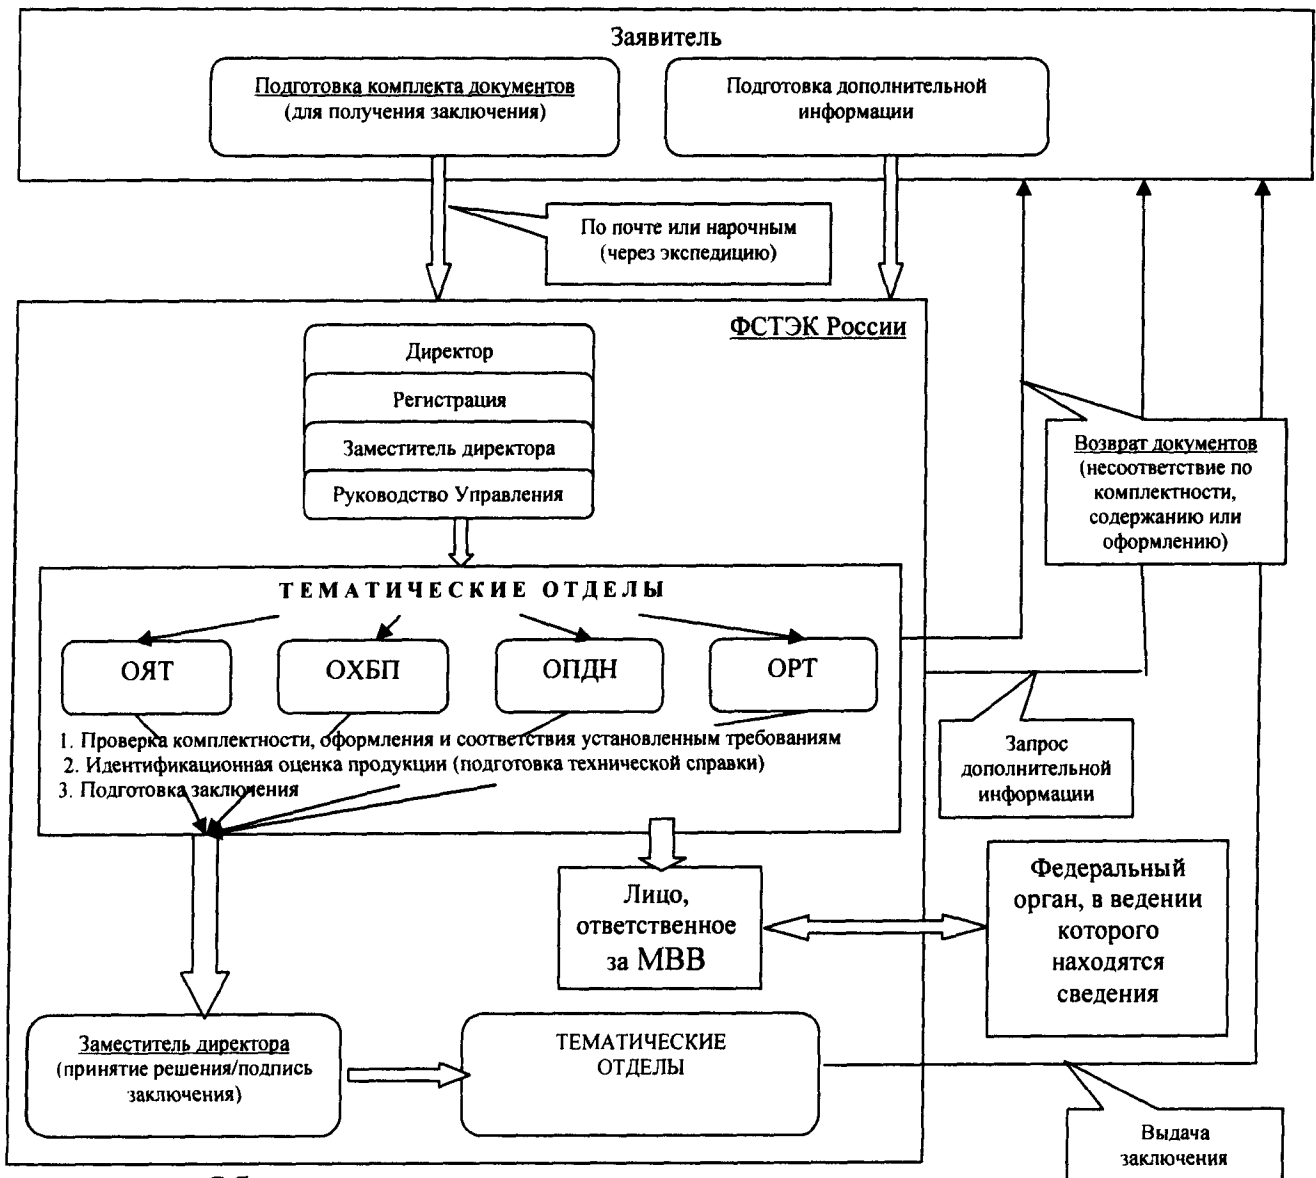 Заявитель
Подготовка комплекта документов
(для получения заключения)
Подготовка дополнительной
информации
По почте или нарочным
(через экспедицию)
ФСТЭК России
Директор
Регистрация
Заместитель директора
Руководство Управления
Возврат документов
(несоответствие по
комплектности,
содержанию или
оформлению)
ТЕМАТИЧЕСКИЕ ОТДЕЛЫ
ОЯТ
ОХБП
ОПДН
ОРТ
1. Проверка комплектности, оформления и соответствия установленным требованиям
2. Идентификационная оценка продукции (подготовка технической справки)
3. Подготовка заключения
Запрос
дополнительной
информации
Лицо,
ответственное
за МВВ
Федеральный
орган, в ведении
которого
находятся
сведения
Заместитель директора
(принятие решения/подпись
заключения)
ТЕМАТИЧЕСКИЕ
ОТДЕЛЫ
Выдача
заключения